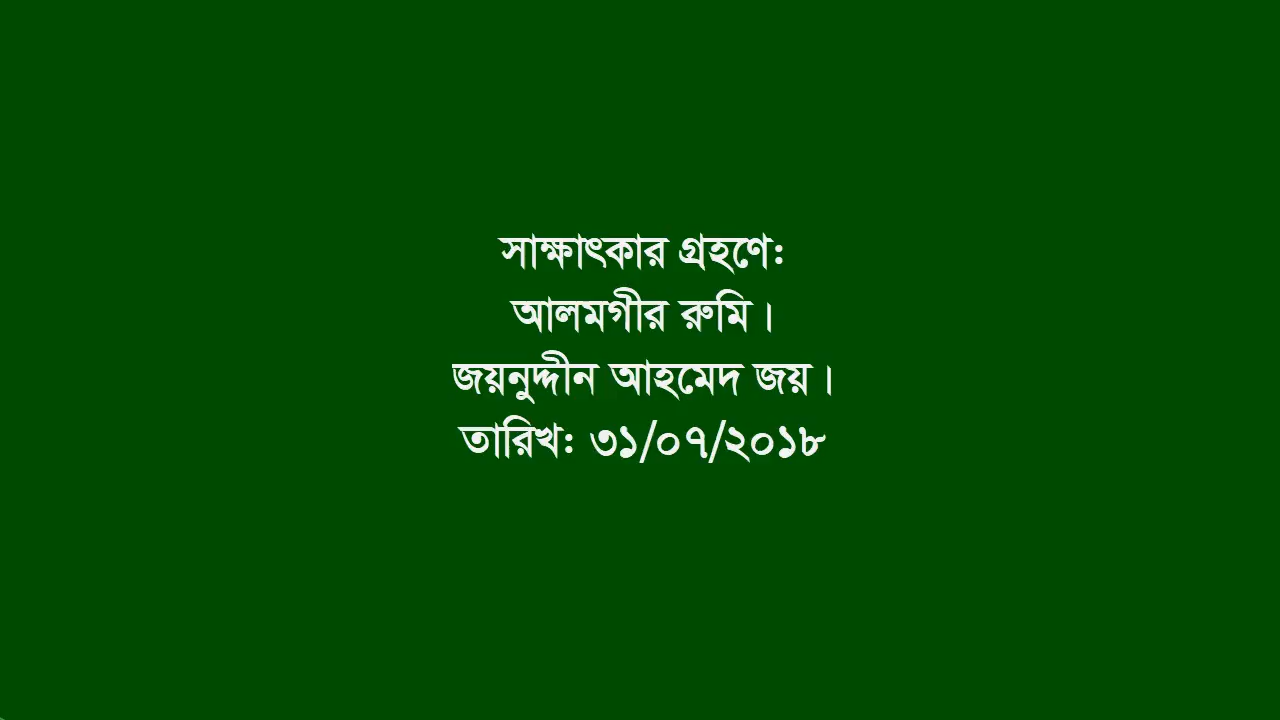 সাক্ষাৎকার গ্রহণে:
আলমগীর রুমি।
জয়নুদ্দীন আহমেদ জয়।
তারিখ: ৩১/০৭/২০১৮